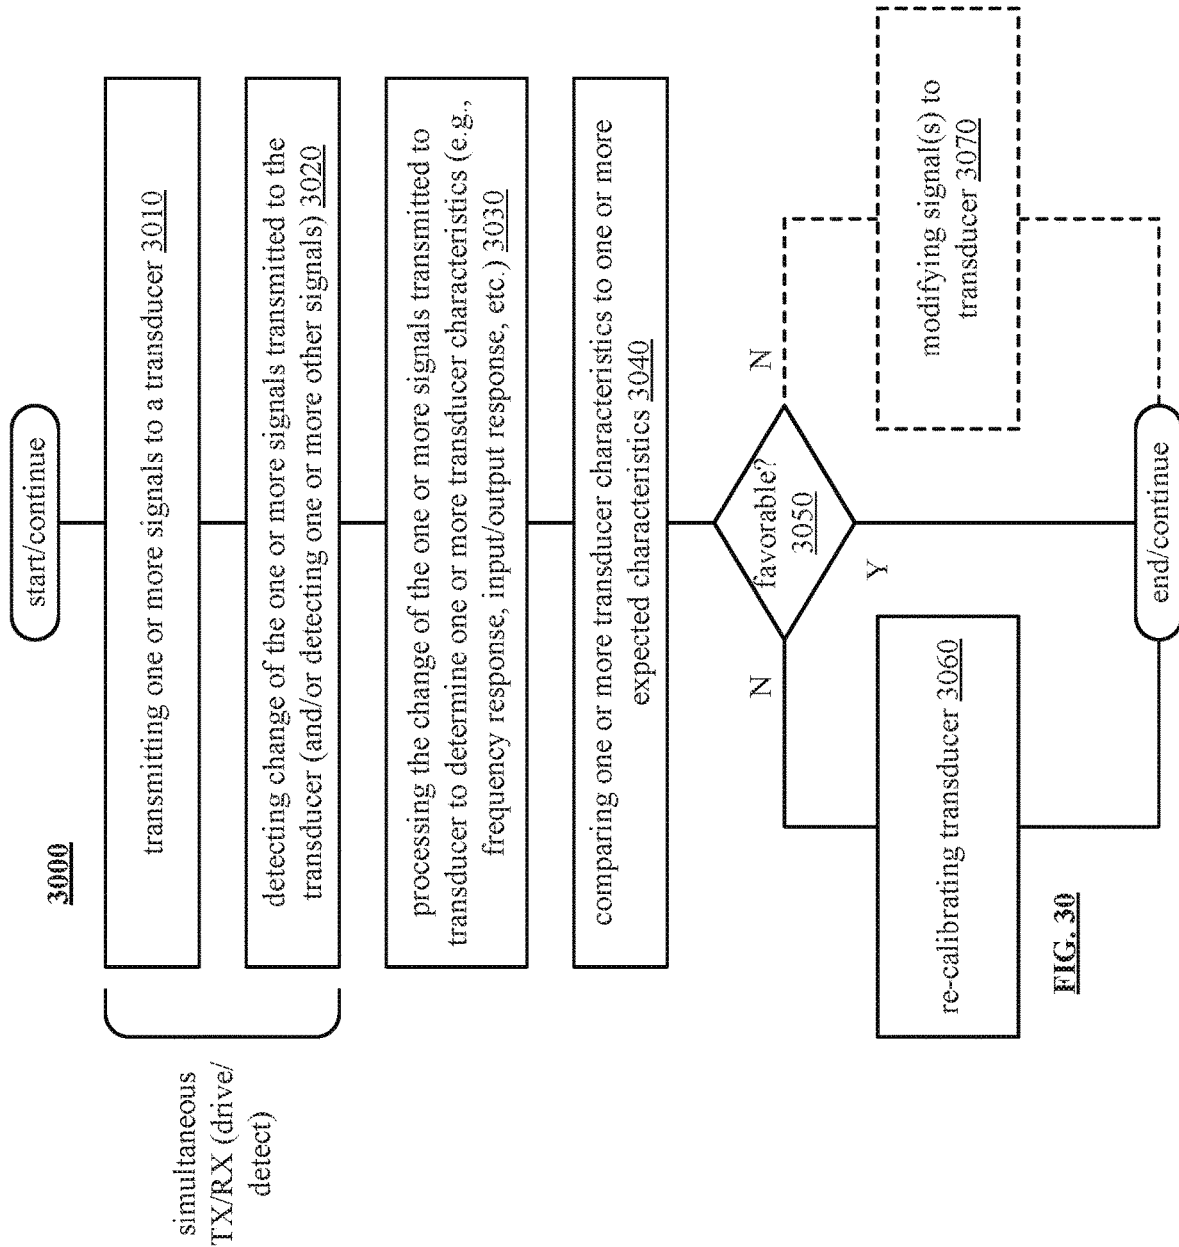 3000
start/continue
simultaneous
TX/RX (drive/
detect)
transmitting one or more signals to a transducer 3010
detecting change of the one or more signals transmitted to the
transducer (and/or detecting one or more other signals) 3020
processing the change of the one or more signals transmitted to
transducer to determine one or more transducer characteristics (e.g.,
frequency response, input/output response, etc.) 3030
comparing one or more transducer characteristics to one or more
expected characteristics 3040
favorable?
3050
N
N
Y
re-calibrating transducer 3060
modifying signal(s) to
transducer 3070
end/continue
FIG. 30